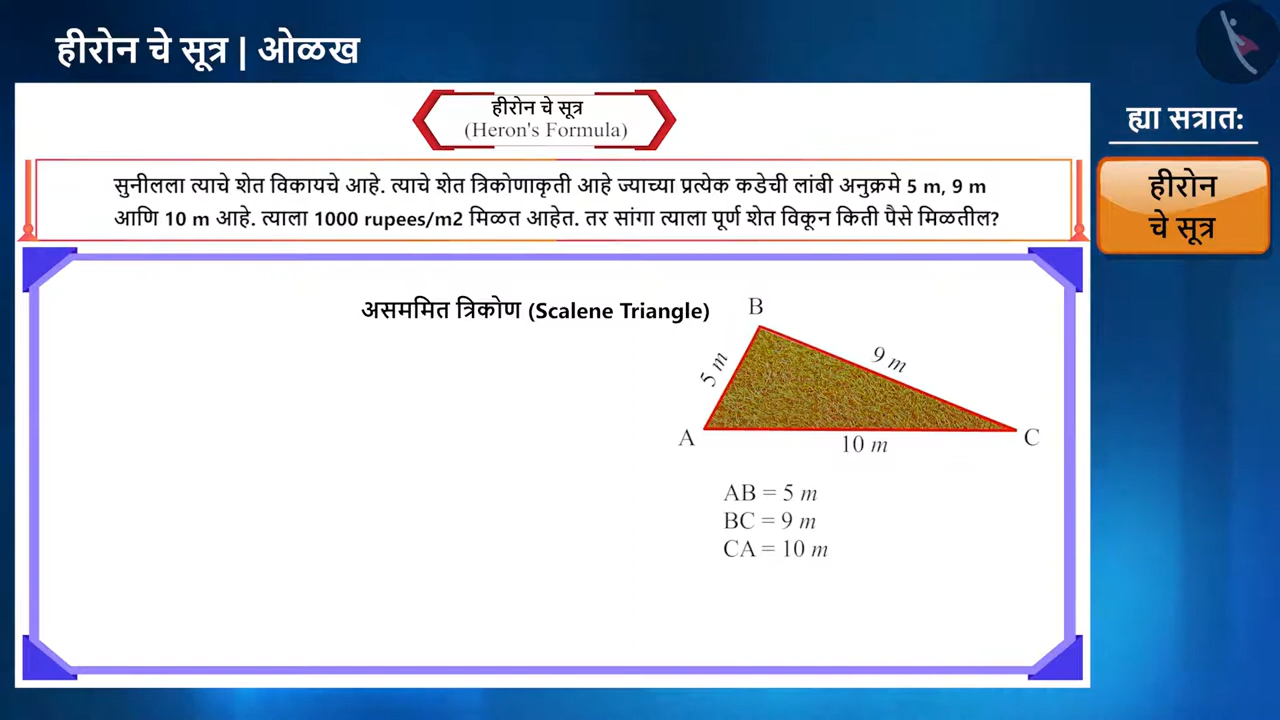 हीरोन चे सूत्र | ओळख
हीरोन चे सूत्र
(Heron's Formula)
ह्या सत्रात:
हीरोन
चे सूत्र
सुनीलला त्याचे शेत विकायचे आहे. त्याचे शेत त्रिकोणाकृती आहे ज्याच्या प्रत्येक कडेची लांबी अनुक्रमे 5 m, 9 m
आणि 10 m आहे. त्याला 1000 rupees/m2 मिळत आहेत. तर सांगा त्याला पूर्ण शेत विकून किती पैसे मिळतील?
असममित त्रिकोण (Scalene Triangle)
B
5 m
9 m
A
C
10 m
AB = 5 m
BC = 9 m
CA = 10 m